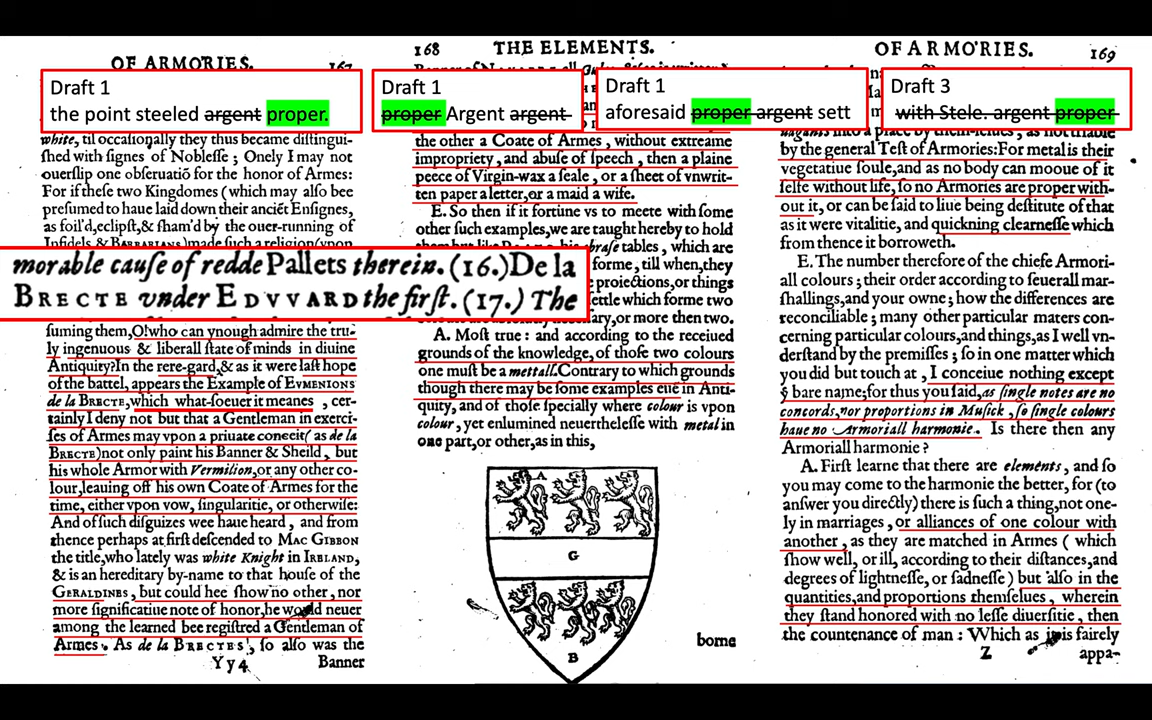 OF ARMORIES.
Draft 1
the point steeled argent proper.
white, til occasionally they thus became distingui-
ſhed with ſignes of Nobleſſe ; Onely I may not
ouerſlip one obſeruatiō for the honor of Armes:
For if theſe two Kingdomes (which may alſo bee
preſumed to haue laid down their anciēt Enſignes,
as foil'd,eclipſt,& ſham'd by the ouer-running of
Infidels & BARBARIANS)made ſuch a religion(vpon
morable cauſe of redde Pallets therein. (16.)De la
BRECTE vnder EDVVARD the firſt. (17.) The
ſuming them,O!who can ynough admire the tru-
ly ingenuous & liberall ſtate of minds in diuine
Antiquity?In the rere-gard,& as it were laſt hope
of the battel, appears the Example of EVMENIONS
de la BRECTE,which what-ſoeuer it means , cer-
tainly I deny not but that a Gentleman in exerci-
ſes of Armes may vpon a priuate conceit( as de la
BRECTE)not only paint his Banner & Sheild , but
his whole Armor with Vermilion,or any other co-
lour,leauing off his own Coate of Armes for the
time, either vpon vow, ſingularitie, or otherwiſe:
And of ſuch diſguizes wee haue heard , and from
thence perhaps at firſt deſcended to MAC GIBBON
the title,who lately was white Knight in IRELAND,
& is an hereditary by-name to that houſe of the
GERALDINES , but could hee ſhow no other , nor
more ſignificatiue note of honor,he would neuer
among the learned bee regiſtred a Gentleman of
Armes. As de la BRECTES', ſo alſo was the
Yy4 Banner
168 THE ELEMENTS.
Draft 1
proper Argent argent
Draft 1
aforesaid proper argent sett
the other a Coate of Armes , without extreame
impropriety , and abuſe of ſpeech , then a plaine
peece of Virgin-wax a ſeale , or a ſheet of vnwrit-
ten paper a letter, or a maid a wife.
E. So then if it fortune vs to meete with ſome
other ſuch examples,we are taught hereby to hold
braſe tables , which are
forme, till when,they
proiectiōs,or things
ſettle which forme two
or more then two.
A. Moſt true : and according to the receiued
grounds of the knowledge, of thoſe two colours
one muſt be a mettall. Contrary to which grounds
though there may be ſome examples euē in Anti-
quity, and of thoſe ſpecially where colour is vpon
colour , yet enlumined neuertheleſſe with metal in
one part,or other,as in this,
A
G
B
borne
OF ARMORIES. 169
Draft 3
with Stele. argent proper
by the general Teſt of Armories:For metal is their
vegetatiue ſoule,and as no body can mooue of it
ſelfe without life, ſo no Armories are proper with-
out it, or can be ſaid to liue being deſtitute of that
as it were vitalitie, and quickning clearneſſe which
from thence it borroweth.
E. The number therefore of the chiefe Armori-
all colours ; their order according to ſeuerall mar-
ſhallings,and your owne ; how the differences are
reconciliable ; many other particular maters con-
cerning particular colours,and things,as I well vn-
derſtand by the premiſſes ; ſo in one matter which
you did but touch at , I conceiue nothing except
ẏ bare name;for thus you ſaid,as ſingle notes are no
concords,nor proportions in Muſick , ſo ſingle colours
haue no Armoriall harmonie. Is there then any
Armoriall harmonie ?
A. Firſt learne that there are elements , and ſo
you may come to the harmonie the better, for (to
anſwer you directly) there is ſuch a thing,not one-
ly in marriages , or alliances of one colour with
another , as they are matched in Armes ( which
ſhow well, or ill, according to their diſtances,and
degrees of lightneſſe, or ſadneſſe ) but alſo in the
quantities,and proportions themſelues , wherein
they ſtand honored with no leſſe diuerſitie , then
the countenance of man : Which as it is fairely
Z appa-